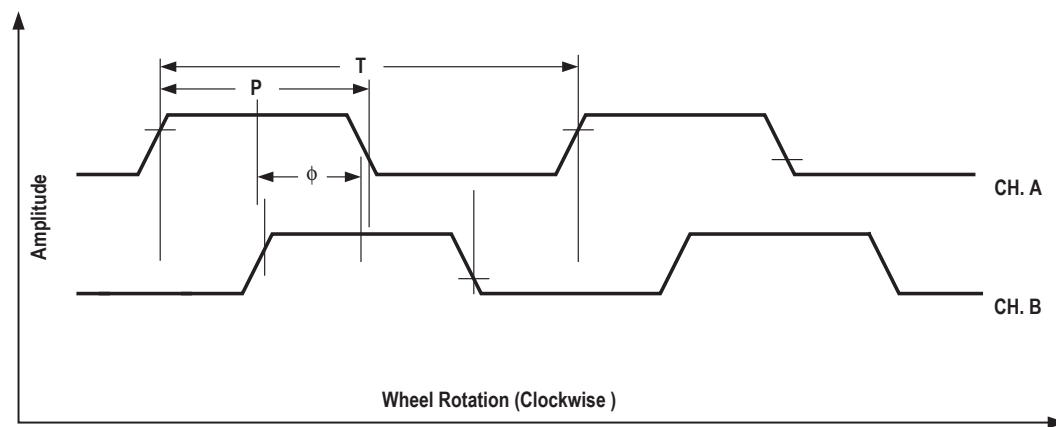 T
P
ϕ
CH. A
Amplitude
CH. B
Wheel Rotation (Clockwise )